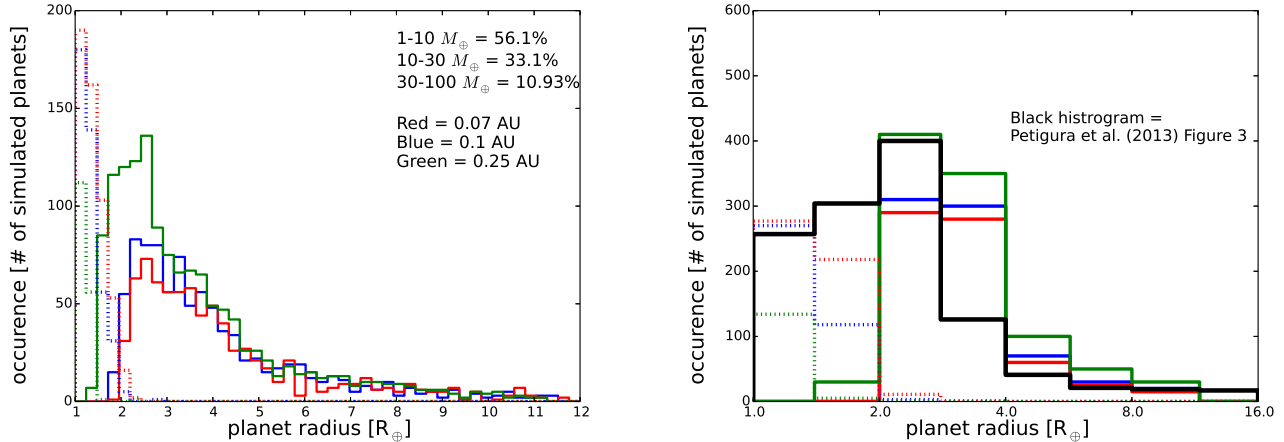 200
150
100
50
0
1
2
3
4
5
6
7
8
9
10
11
12
planet radius [R⊕]
occurence [# of simulated planets]
1-10 M⊕ = 56.1%
10-30 M⊕ = 33.1%
30-100 M⊕ = 10.93%
Red = 0.07 AU
Blue = 0.1 AU
Green = 0.25 AU
600
500
400
300
200
100
0
1.0
2.0
4.0
8.0
16.0
planet radius [R⊕]
occurence [# of simulated planets]
Black histrogram =
Petigura et al. (2013) Figure 3